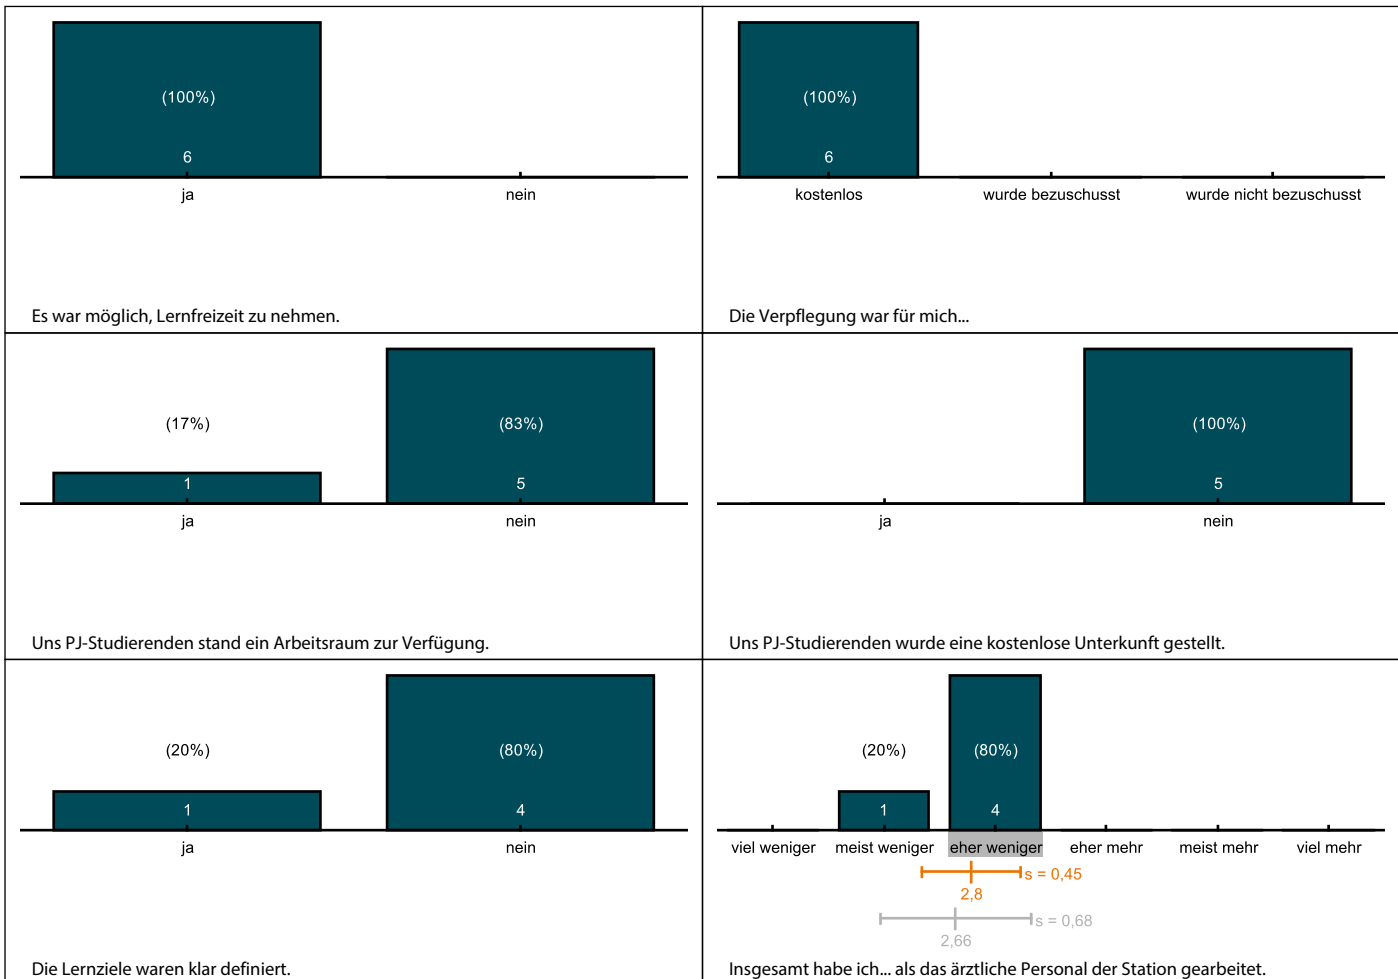 (100%)
6
ja
nein
Es war möglich, Lernfreizeit zu nehmen.
(100%)
6
kostenlos
wurde bezuschusst
wurde nicht bezuschusst
Die Verpflegung war für mich...
(17%)
(83%)
1
5
ja
nein
Uns PJ-Studierenden stand ein Arbeitsraum zur Verfügung.
(100%)
5
ja
nein
Uns PJ-Studierenden wurde eine kostenlose Unterkunft gestellt.
(20%)
(80%)
1
4
ja
nein
Die Lernziele waren klar definiert.
(20%)
(80%)
1
4
viel weniger
meist weniger
eher weniger
eher mehr
meist mehr
viel mehr
s = 0,45
2,8
s = 0,68
2,66
Insgesamt habe ich... als das ärztliche Personal der Station gearbeitet.